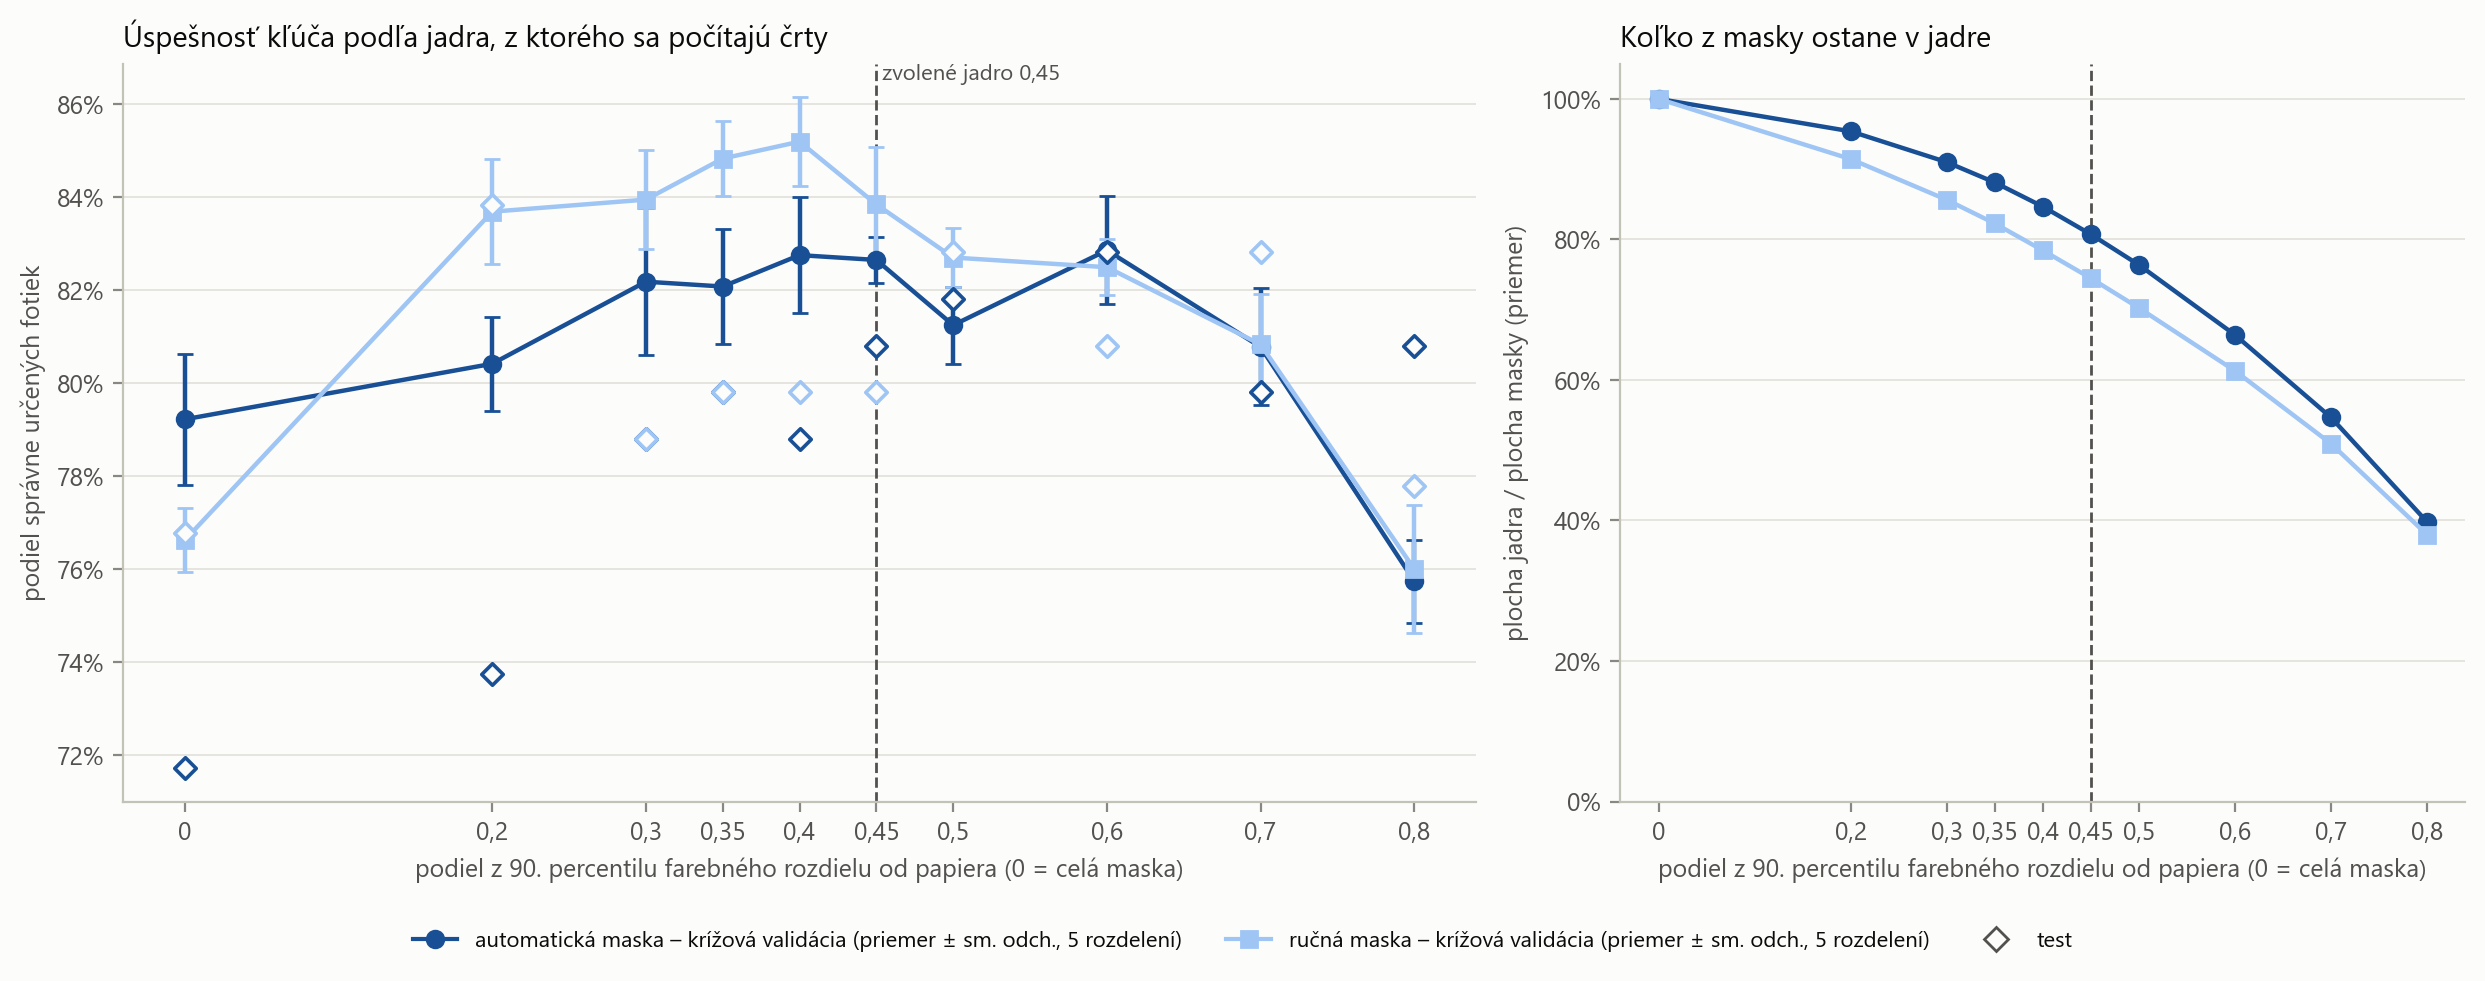 Úspešnosť kľúča podľa jadra, z ktorého sa počítajú črty
zvolené jadro 0,45
podiel správne určených fotiek
86%
84%
82%
80%
78%
76%
74%
72%
0 0,2 0,3 0,35 0,4 0,45 0,5 0,6 0,7 0,8
podiel z 90. percentilu farebného rozdielu od papiera (0 = celá maska)
Koľko z masky ostane v jadre
plocha jadra / plocha masky (priemer)
100%
80%
60%
40%
20%
0%
0 0,2 0,3 0,35 0,4 0,45 0,5 0,6 0,7 0,8
podiel z 90. percentilu farebného rozdielu od papiera (0 = celá maska)
automatická maska – krížová validácia (priemer ± sm. odch., 5 rozdelení)
ručná maska – krížová validácia (priemer ± sm. odch., 5 rozdelení)
test